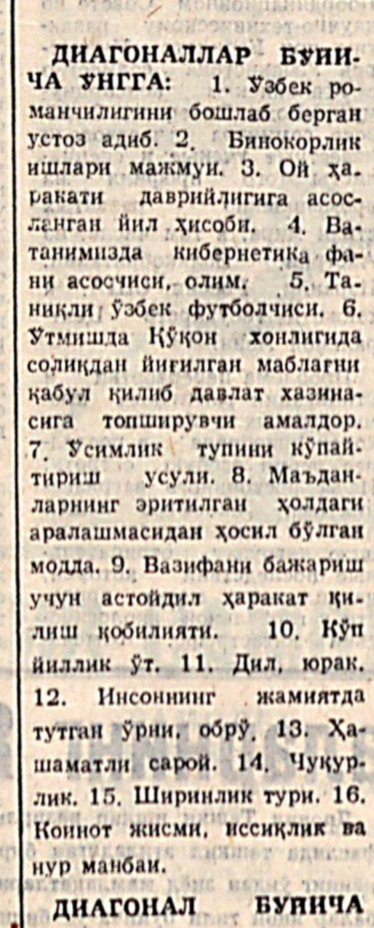 ДИАГОНАЛЛАР БЎЙИ-
ЧА ЎНГГА: 1. Ўзбек ро-
манчилигини бошлаб берган
устоз адиб. 2. Бинокорлик
ишлари мажмуи. 3. Ой ҳа-
ракати даврийлигига асос-
ланган йил ҳисоби. 4. Ва-
танимизда кибернетика фа-
ни асосчиси, олим. 5. Та-
ниқли ўзбек футболчиси. 6.
Ўтмишда Қўқон хонлигида
солиқдан йиғилган маблағни
қабул қилиб давлат хазина-
сига топширувчи амалдор.
7. Ўсимлик тупини кўпай-
тириш усули. 8. Маъдан-
ларнинг эритилган ҳолдаги
аралашмасидан ҳосил бўлган
модда. 9. Вазифани бажариш
учун астойдил ҳаракат қи-
лиш қобилияти. 10. Кўп
йиллик ўт. 11. Дил, юрак.
12. Инсоннинг жамиятда
тутган ўрни, обрў. 13. Ҳа-
шаматли сарой. 14. Чуқур-
лик. 15. Ширинлик тури. 16.
Коинот жисми, иссиқлик ва
нур манбаи.
ДИАГОНАЛ БЎЙИЧА